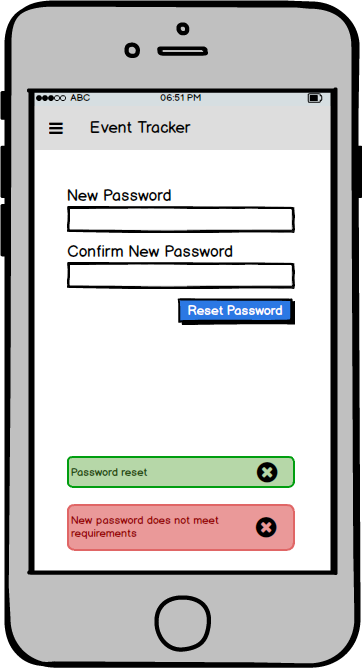 ABC 06:51 PM
Event Tracker
New Password
Confirm New Password
Reset Password
Password reset
New password does not meet
requirements